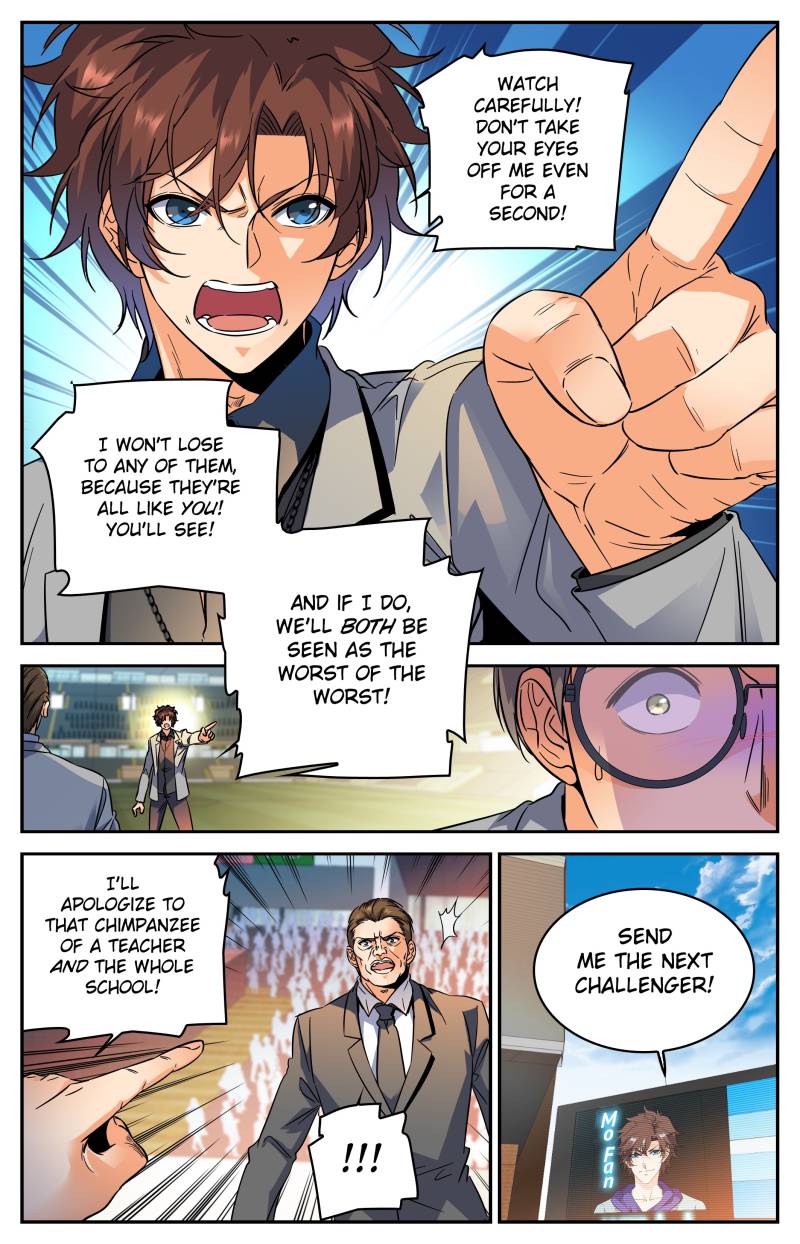 WATCH
CAREFULLY!
DON'T TAKE
YOUR EYES
OFF ME EVEN
FOR A
SECOND!
I WON'T LOSE
TO ANY OF THEM,
BECAUSE THEY'RE
ALL LIKE YOU!
YOU'LL SEE!
AND IF I DO,
WE'LL BOTH BE
SEEN AS THE
WORST OF THE
WORST!
I'LL
APOLOGIZE TO
THAT CHIMPANZEE
OF A TEACHER
AND THE WHOLE
SCHOOL!
!!!
SEND
ME THE NEXT
CHALLENGER!
Mo Fan